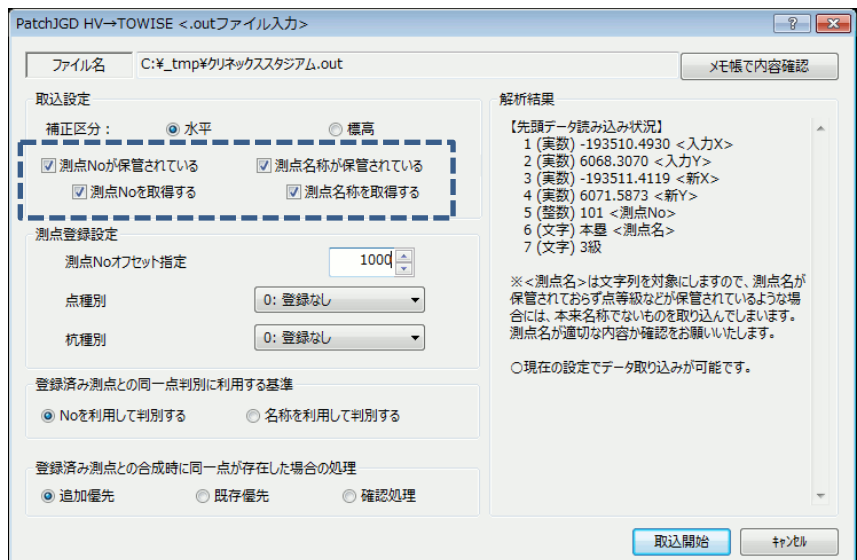 PatchJGD HV→TOWISE <.outファイル入力>
ファイル名
C:¥_tmp¥クリネックススタジアム.out
メモ帳で内容確認
取込設定
補正区分：
水平
標高
測点Noが保管されている
測点名称が保管されている
測点Noを取得する
測点名称を取得する
測点登録設定
測点Noオフセット指定
1000
点種別
0: 登録なし
杭種別
0: 登録なし
登録済み測点との同一点判別に利用する基準
Noを利用して判別する
名称を利用して判別する
登録済み測点との合成時に同一点が存在した場合の処理
追加優先
既存優先
確認処理
解析結果
【先頭データ読み込み状況】
1 (実数) -193510.4930 <入力X>
2 (実数) 6068.3070 <入力Y>
3 (実数) -193511.4119 <新X>
4 (実数) 6071.5873 <新Y>
5 (整数) 101 <測点No>
6 (文字) 本塁 <測点名>
7 (文字) 3級
※<測点名>は文字列を対象にしますので、測点名が
保管されておらず点等級などが保管されているような場
合には、本来名称でないものを取り込んでしまいます。
測点名が適切な内容か確認をお願いいたします。
○現在の設定でデータ取り込みが可能です。
取込開始
ｷｬﾝｾﾙ